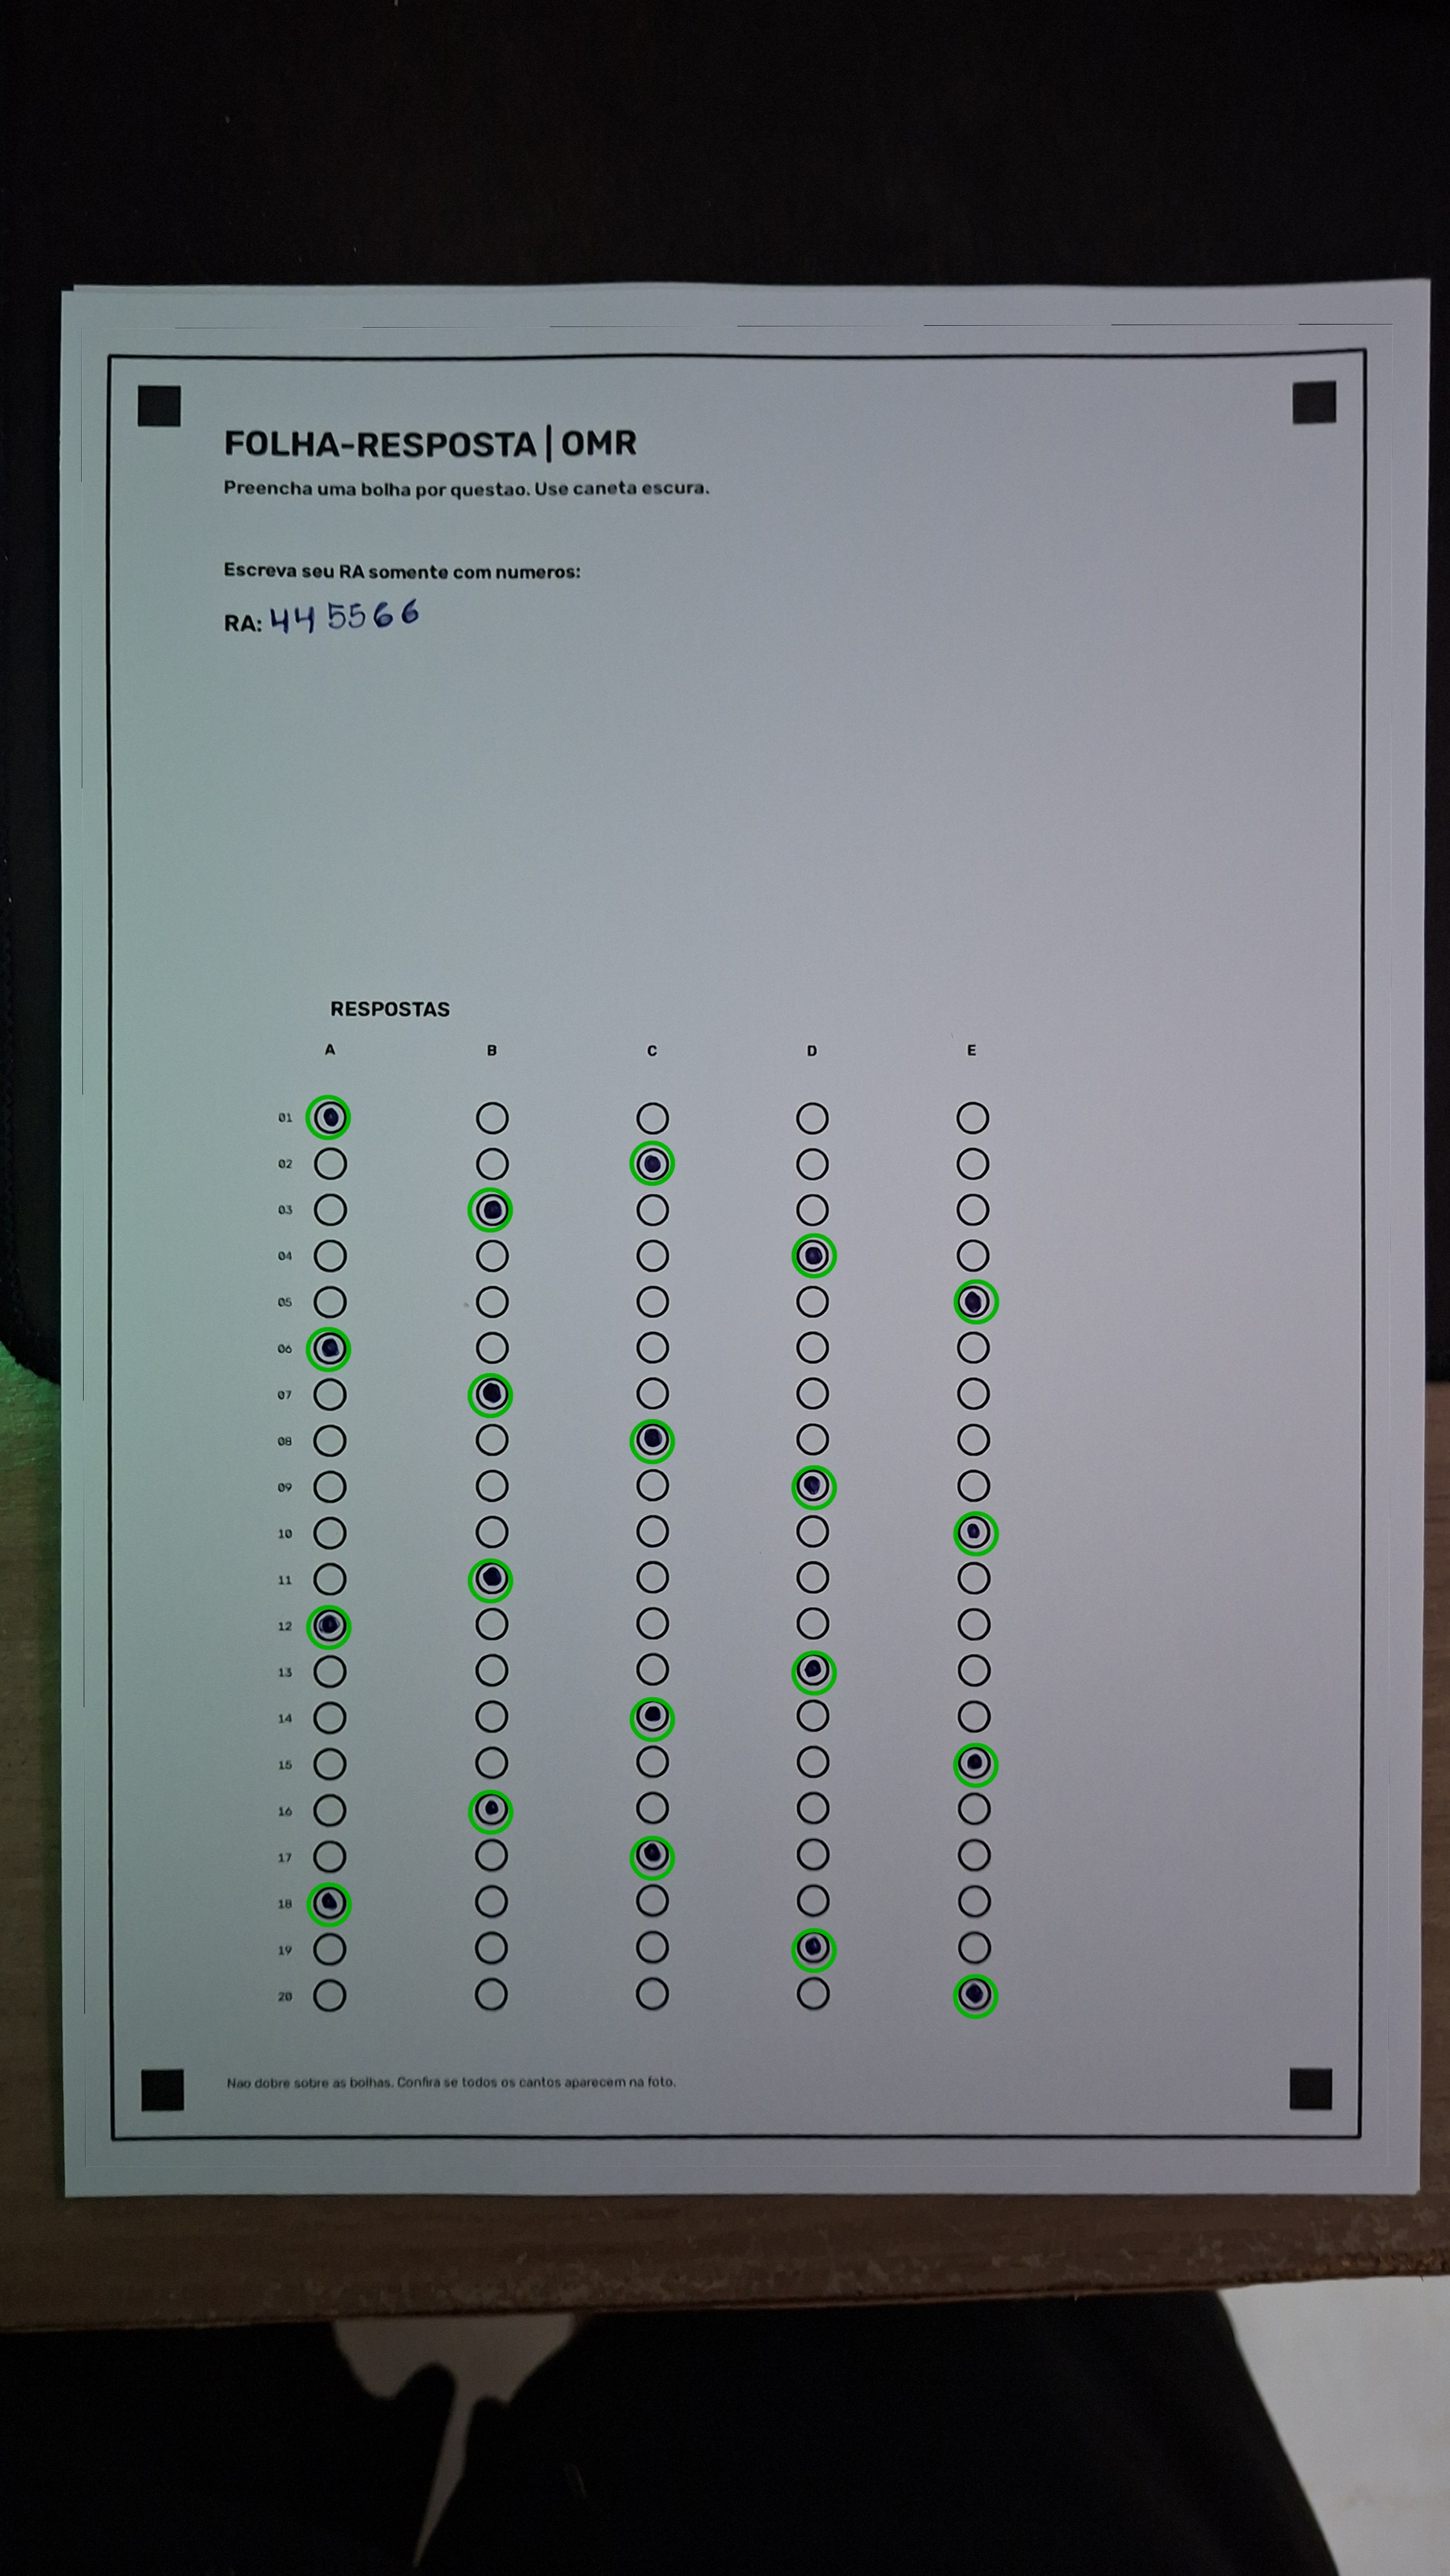 FOLHA-RESPOSTA | OMR
Preencha uma bolha por questao. Use caneta escura.
Escreva seu RA somente com numeros:
RA: 445566
RESPOSTAS
A B C D E
01
02
03
04
05
06
07
08
09
10
11
12
13
14
15
16
17
18
19
20
Nao dobre sobre as bolhas. Confira se todos os cantos aparecem na foto.